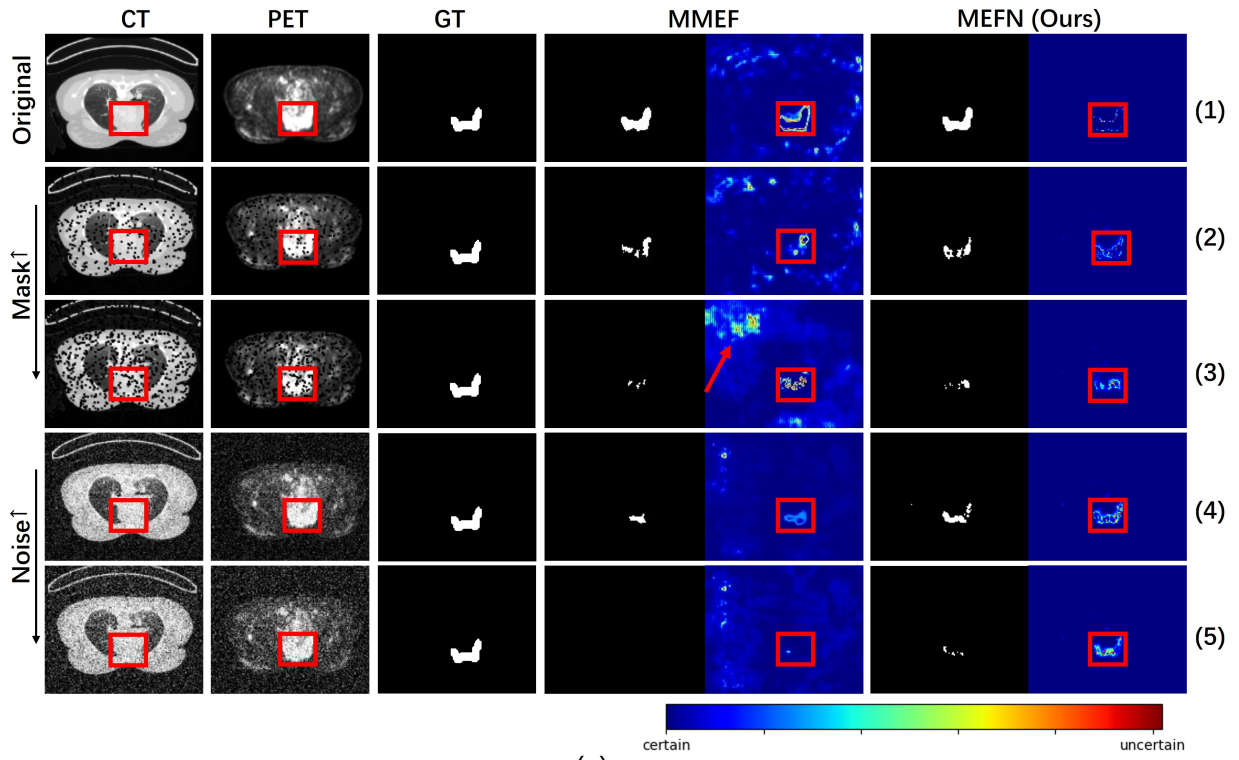 CT PET GT MMEF MEFN (Ours)
Original
(1)
Mask↑
(2)
(3)
Noise↑
(4)
(5)
certain uncertain